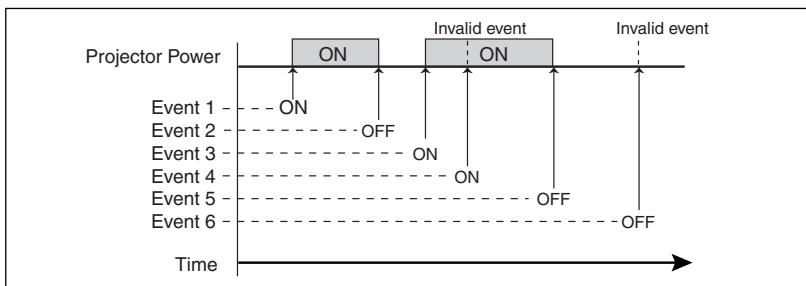 Invalid event Invalid event
Projector Power ON ON
Event 1 ON
Event 2 OFF
Event 3 ON
Event 4 ON
Event 5 OFF
Event 6 OFF
Time